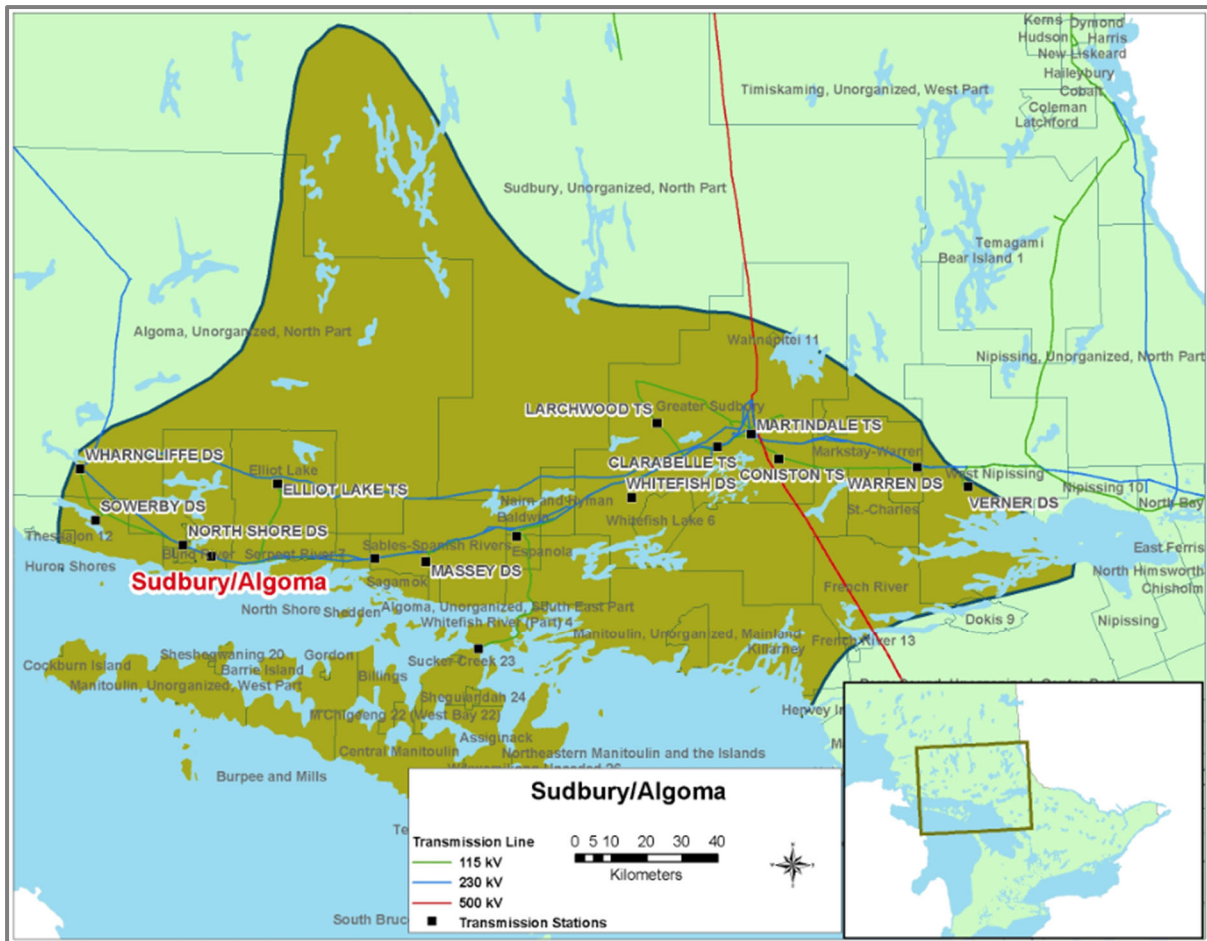 Kerns Dymond
Hudson Harris
New Liskeard
Haileybury
Cobalt
Coleman
Latchford
Timiskaming, Unorganized, West Part
Sudbury, Unorganized, North Part
Temagami
Bear Island 1
Algoma, Unorganized, North Part
Wahnapitei 11
Nipissing, Unorganized, North Part
LARCHWOOD TS
Greater Sudbury
MARTINDALE TS
WHARNCLIFFE DS
Elliot Lake
CLARABELLE TS
Markstay-Warren
CONISTON TS
West Nipissing
ELLIOT LAKE TS
WHITEFISH DS
WARREN DS
Nipissing 10
VERNER DS
North Bay
SOWERBY DS
Nairn and Hyman
Baldwin
Whitefish Lake 6
St.-Charles
NORTH SHORE DS
Thessalon 12
Blind River
Serpent River 7
Sables-Spanish Rivers
Espanola
East Ferris
Huron Shores
MASSEY DS
Sudbury/Algoma
Sagamok
French River
North Himsworth
Chisholm
North Shore
Shedden
Algoma, Unorganized, South East Part
Whitefish River (Part) 4
Dokis 9
Nipissing
Manitoulin, Unorganized, Mainland
Killarney
French River 13
Cockburn Island
Sheshegwaning 20
Gordon
Barrie Island
Billings
Sucker Creek 23
Manitoulin, Unorganized, West Part
Sheguiandah 24
M'Chigeeng 22 (West Bay 22)
Assiginack
Central Manitoulin
Northeastern Manitoulin and the Islands
Burpee and Mills
South Bruc
Sudbury/Algoma
Transmission Line
115 kV
230 kV
500 kV
Transmission Stations
0 5 10 20 30 40
Kilometers